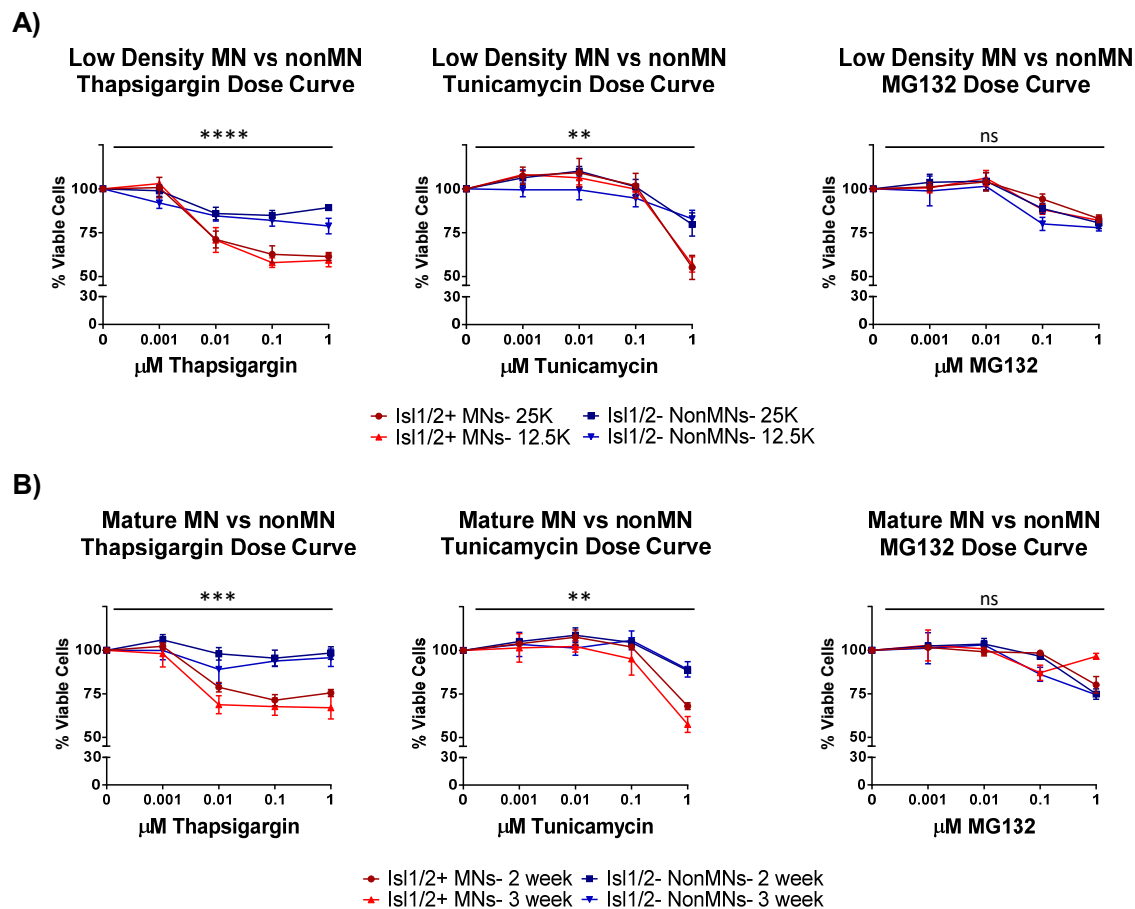 A)
Low Density MN vs nonMN
Thapsigargin Dose Curve
****
% Viable Cells
100
75
50
30
0
0 0.001 0.01 0.1 1
μM Thapsigargin
Low Density MN vs nonMN
Tunicamycin Dose Curve
**
% Viable Cells
100
75
50
30
0
0 0.001 0.01 0.1 1
μM Tunicamycin
Low Density MN vs nonMN
MG132 Dose Curve
ns
% Viable Cells
100
75
50
30
0
0 0.001 0.01 0.1 1
μM MG132
Isl1/2+ MNs- 25K Isl1/2- NonMNs- 25K
Isl1/2+ MNs- 12.5K Isl1/2- NonMNs- 12.5K
B)
Mature MN vs nonMN
Thapsigargin Dose Curve
***
% Viable Cells
100
75
50
30
0
0 0.001 0.01 0.1 1
μM Thapsigargin
Mature MN vs nonMN
Tunicamycin Dose Curve
**
% Viable Cells
100
75
50
30
0
0 0.001 0.01 0.1 1
μM Tunicamycin
Mature MN vs nonMN
MG132 Dose Curve
ns
% Viable Cells
100
75
50
30
0
0 0.001 0.01 0.1 1
μM MG132
Isl1/2+ MNs- 2 week Isl1/2- NonMNs- 2 week
Isl1/2+ MNs- 3 week Isl1/2- NonMNs- 3 week